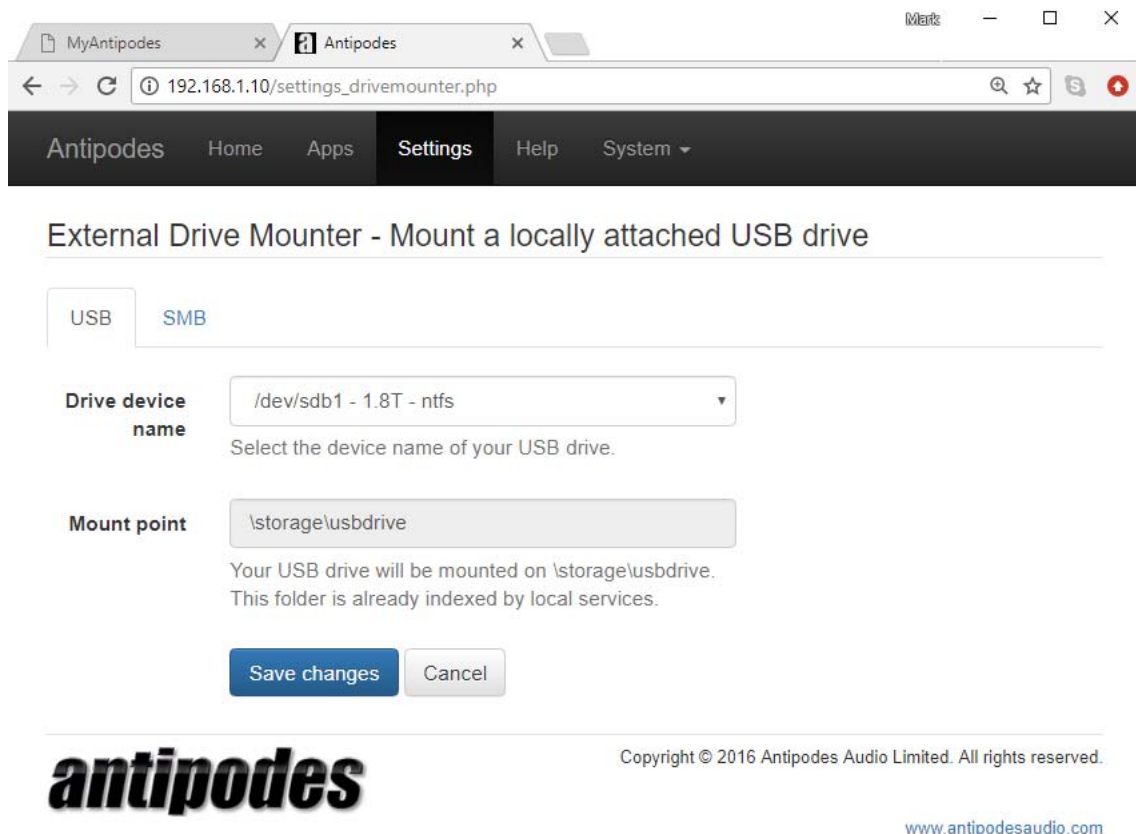 Mark
MyAntipodes
Antipodes
192.168.1.10/settings_drivemounter.php
Antipodes Home Apps Settings Help System
External Drive Mounter - Mount a locally attached USB drive
USB SMB
Drive device name
/dev/sdb1 - 1.8T - ntfs
Select the device name of your USB drive.
Mount point
\storage\usbdrive
Your USB drive will be mounted on \storage\usbdrive.
This folder is already indexed by local services.
Save changes Cancel
antipodes
Copyright © 2016 Antipodes Audio Limited. All rights reserved.
www.antipodesaudio.com